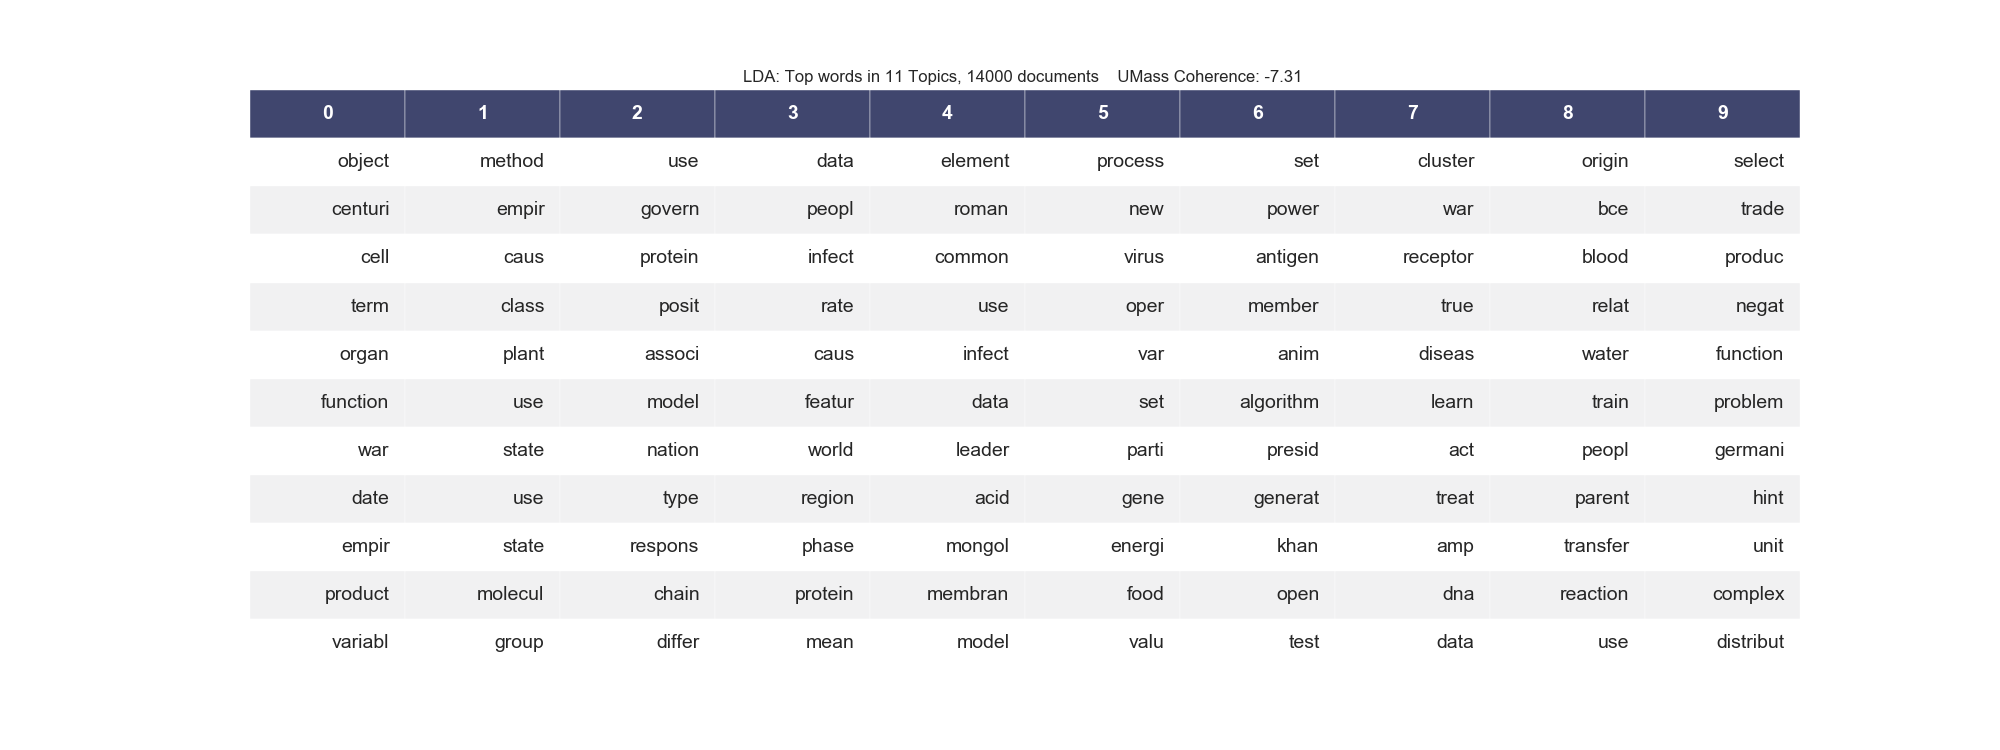 LDA: Top words in 11 Topics, 14000 documents    UMass Coherence: -7.31
0 1 2 3 4 5 6 7 8 9
object method use data element process set cluster origin select
centuri empir govern peopl roman new power war bce trade
cell caus protein infect common virus antigen receptor blood produc
term class posit rate use oper member true relat negat
organ plant associ caus infect var anim diseas water function
function use model featur data set algorithm learn train problem
war state nation world leader parti presid act peopl germani
date use type region acid gene generat treat parent hint
empir state respons phase mongol energi khan amp transfer unit
product molecul chain protein membran food open dna reaction complex
variabl group differ mean model valu test data use distribut